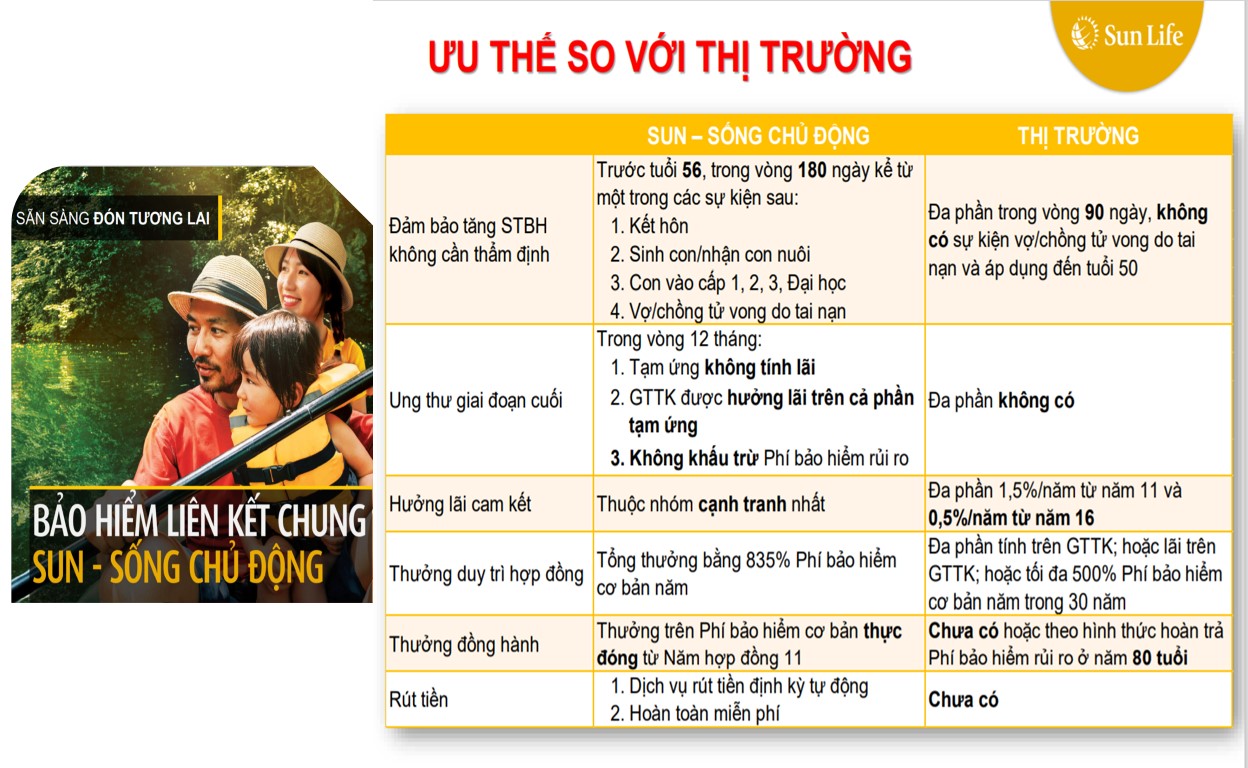 ƯU THẾ SO VỚI THỊ TRƯỜNG
Sun Life
SẴN SÀNG ĐÓN TƯƠNG LAI
BẢO HIỂM LIÊN KẾT CHUNG
SUN - SỐNG CHỦ ĐỘNG
SUN – SỐNG CHỦ ĐỘNG
THỊ TRƯỜNG
Đảm bảo tăng STBH
không cần thẩm định
Trước tuổi 56, trong vòng 180 ngày kể từ
một trong các sự kiện sau:
1. Kết hôn
2. Sinh con/nhận con nuôi
3. Con vào cấp 1, 2, 3, Đại học
4. Vợ/chồng tử vong do tai nạn
Đa phần trong vòng 90 ngày, không
có sự kiện vợ/chồng tử vong do tai
nạn và áp dụng đến tuổi 50
Ung thư giai đoạn cuối
Trong vòng 12 tháng:
1. Tạm ứng không tính lãi
2. GTTK được hưởng lãi trên cả phần
tạm ứng
3. Không khấu trừ Phí bảo hiểm rủi ro
Đa phần không có
Hưởng lãi cam kết
Thuộc nhóm cạnh tranh nhất
Đa phần 1,5%/năm từ năm 11 và
0,5%/năm từ năm 16
Thưởng duy trì hợp đồng
Tổng thưởng bằng 835% Phí bảo hiểm
cơ bản năm
Đa phần tính trên GTTK; hoặc lãi trên
GTTK; hoặc tối đa 500% Phí bảo hiểm
cơ bản năm trong 30 năm
Thưởng đồng hành
Thưởng trên Phí bảo hiểm cơ bản thực
đóng từ Năm hợp đồng 11
Chưa có hoặc theo hình thức hoàn trả
Phí bảo hiểm rủi ro ở năm 80 tuổi
Rút tiền
1. Dịch vụ rút tiền định kỳ tự động
2. Hoàn toàn miễn phí
Chưa có